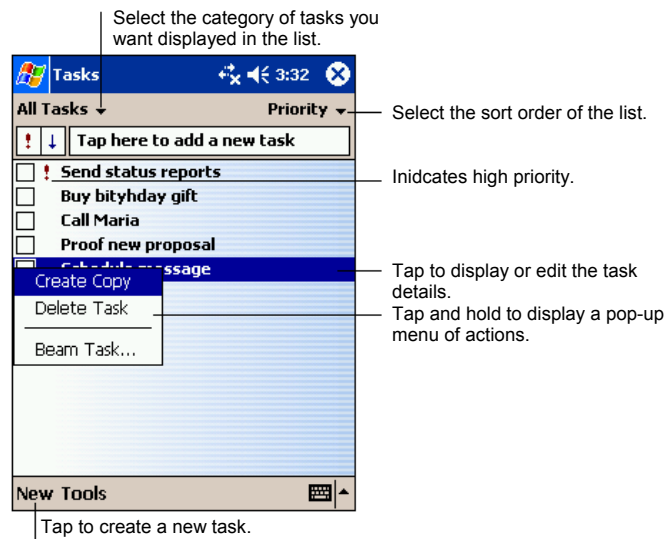 Select the category of tasks you
want displayed in the list.
Tasks 3:32
All Tasks Priority
Select the sort order of the list.
! ↓ Tap here to add a new task
! Send status reports
Inidcates high priority.
Buy bityhday gift
Call Maria
Proof new proposal
Schedule message
Tap to display or edit the task
details.
Create Copy
Delete Task
Tap and hold to display a pop-up
menu of actions.
Beam Task...
New Tools
Tap to create a new task.